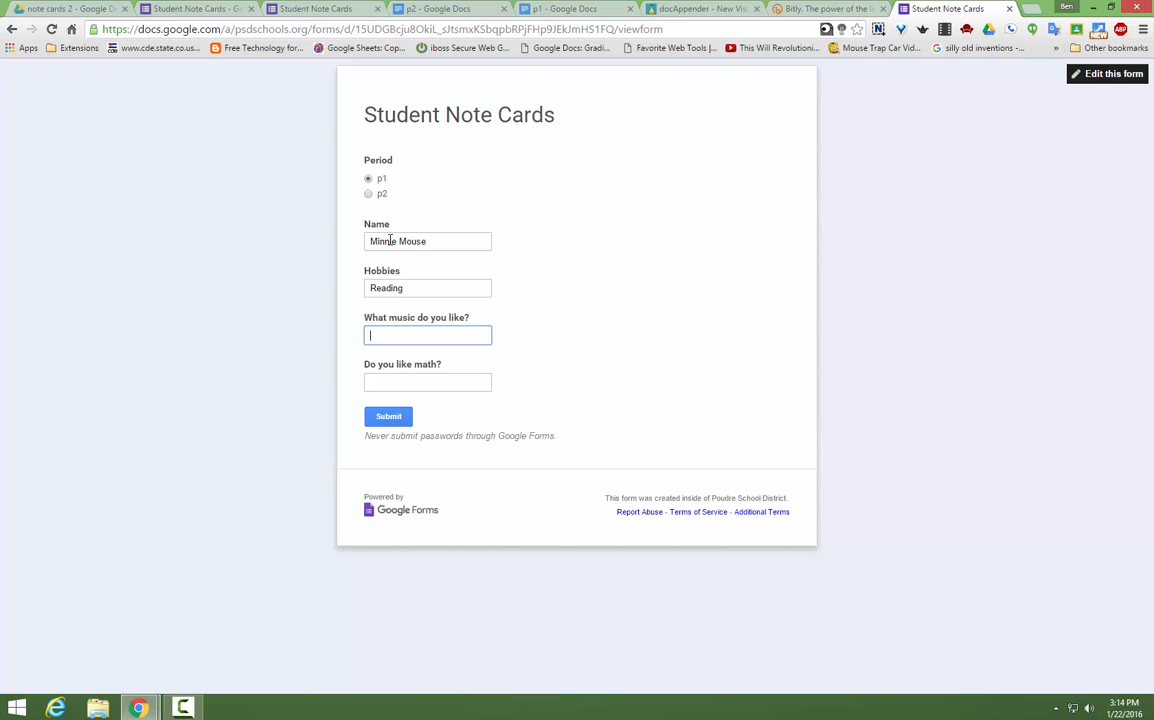 note cards 2 - Google D
Student Note Cards - Go
Student Note Cards
p2 - Google Docs
p1 - Google Docs
docAppender - New Visi
Bitly. The power of the li
Student Note Cards
Ben
https://docs.google.com/a/psdschools.org/forms/d/15UDGBcju8OkiL_sJtsmxKSbqpbRPjFHp9JEkJmHS1FQ/viewform
Apps
Extensions
www.cde.state.co.us...
Free Technology for...
Google Sheets: Cop...
iboss Secure Web G...
Google Docs: Gradi...
Favorite Web Tools |...
This Will Revolutioni...
Mouse Trap Car Vid...
silly old inventions -...
»
Other bookmarks
Edit this form
Student Note Cards
Period
p1
p2
Name
Minnie Mouse
Hobbies
Reading
What music do you like?
Do you like math?
Submit
Never submit passwords through Google Forms.
Powered by
Google Forms
This form was created inside of Poudre School District.
Report Abuse - Terms of Service - Additional Terms
3:14 PM
1/22/2016